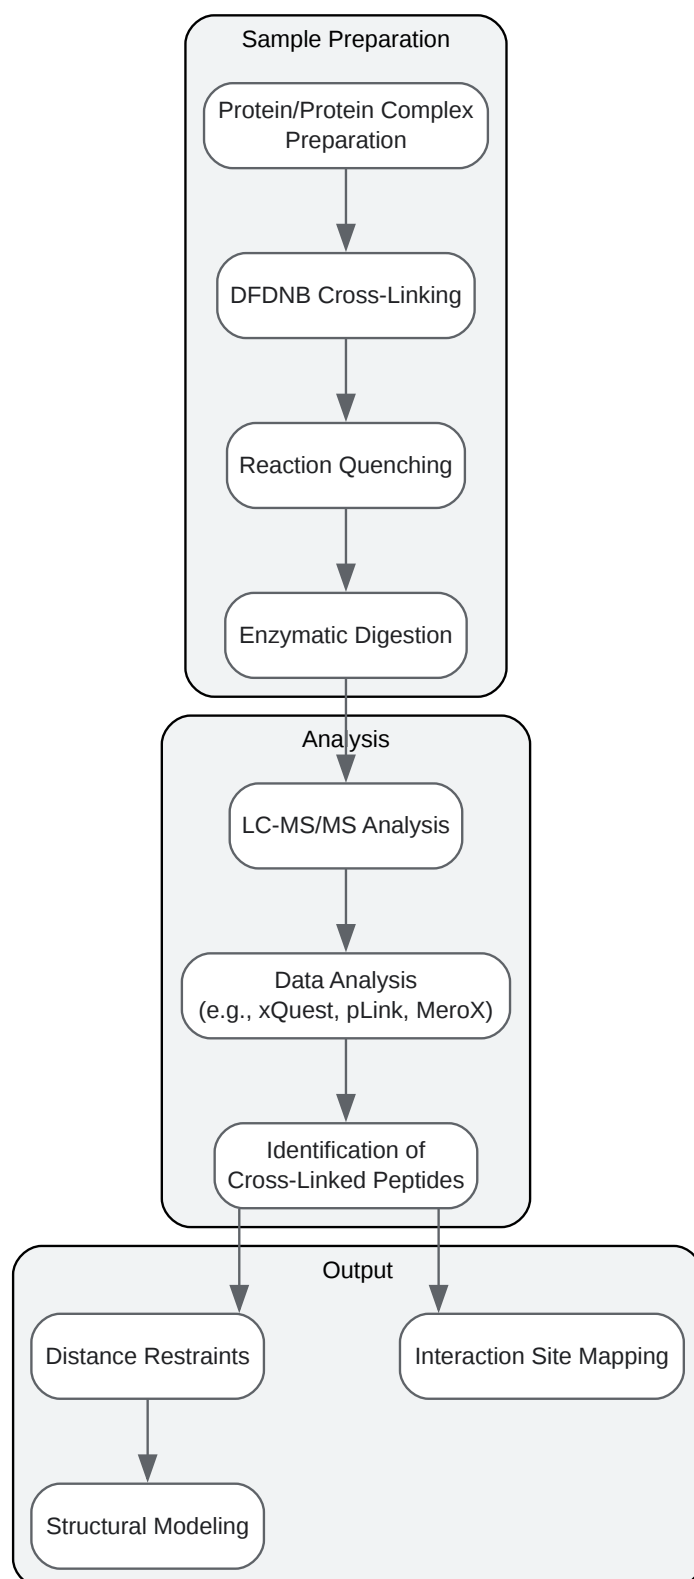 Sample Preparation
Protein/Protein Complex
Preparation
DFDNB Cross-Linking
Reaction Quenching
Enzymatic Digestion
Analysis
LC-MS/MS Analysis
Data Analysis
(e.g., xQuest, pLink, MeroX)
Identification of
Cross-Linked Peptides
Output
Distance Restraints
Interaction Site Mapping
Structural Modeling